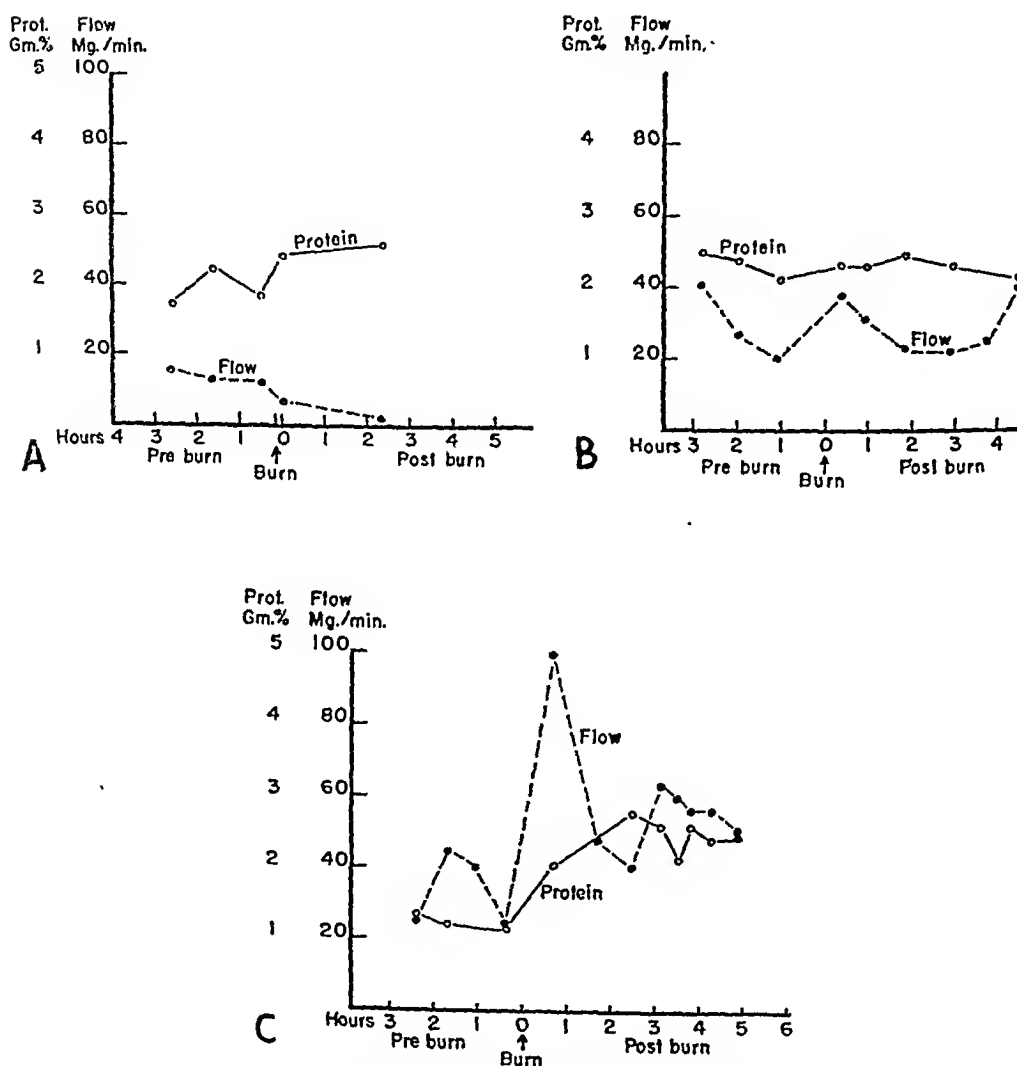 Prot. Flow
Gm.% Mg./min.
5 100
4 80
3 60
Protein
2 40
1 20
Flow
Hours 4 3 2 1 0 1 2 3 4 5
Pre burn Post burn
Burn
A
Prot. Flow
Gm.% Mg./min.
4 80
3 60
Protein
2 40
Flow
1 20
Hours 3 2 1 0 1 2 3 4
Pre burn Post burn
Burn
B
Prot. Flow
Gm.% Mg./min.
5 100
4 80
Flow
3 60
2 40
Protein
1 20
Hours 3 2 1 0 1 2 3 4 5 6
Pre burn Post burn
Burn
C